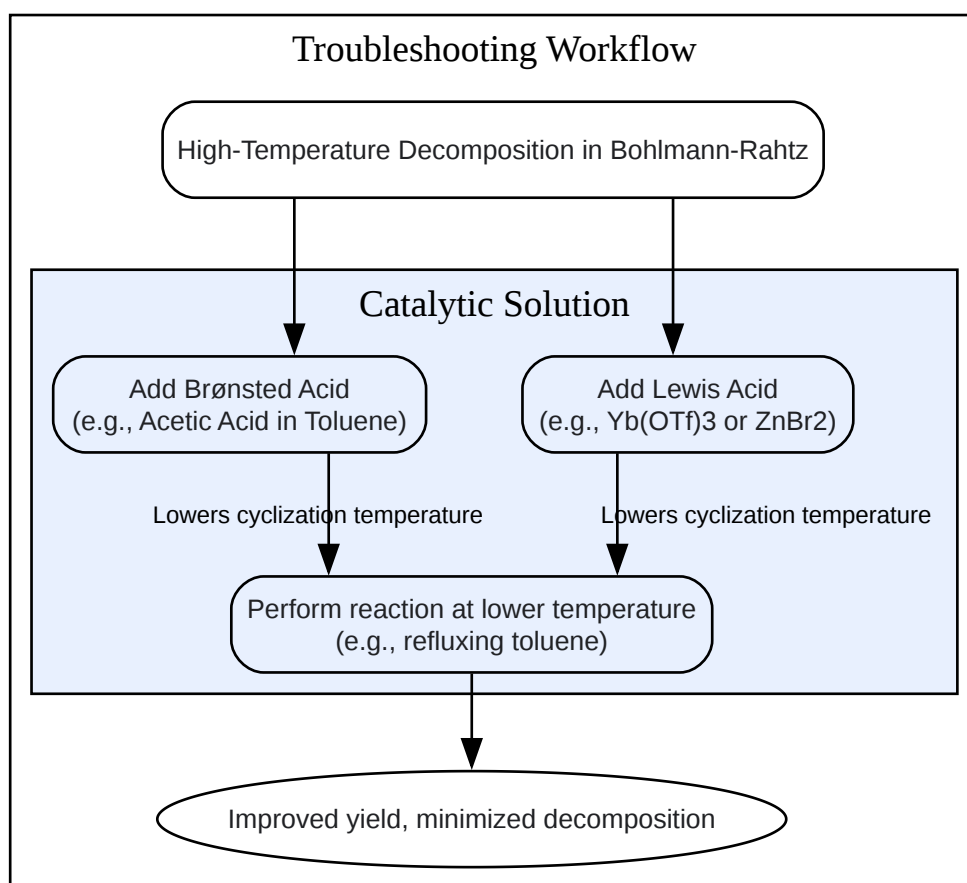 Troubleshooting Workflow
High-Temperature Decomposition in Bohlmann-Rahtz
Catalytic Solution
Add Brønsted Acid
(e.g., Acetic Acid in Toluene)
Add Lewis Acid
(e.g., Yb(OTf)3 or ZnBr2)
Lowers cyclization temperature
Lowers cyclization temperature
Perform reaction at lower temperature
(e.g., refluxing toluene)
Improved yield, minimized decomposition